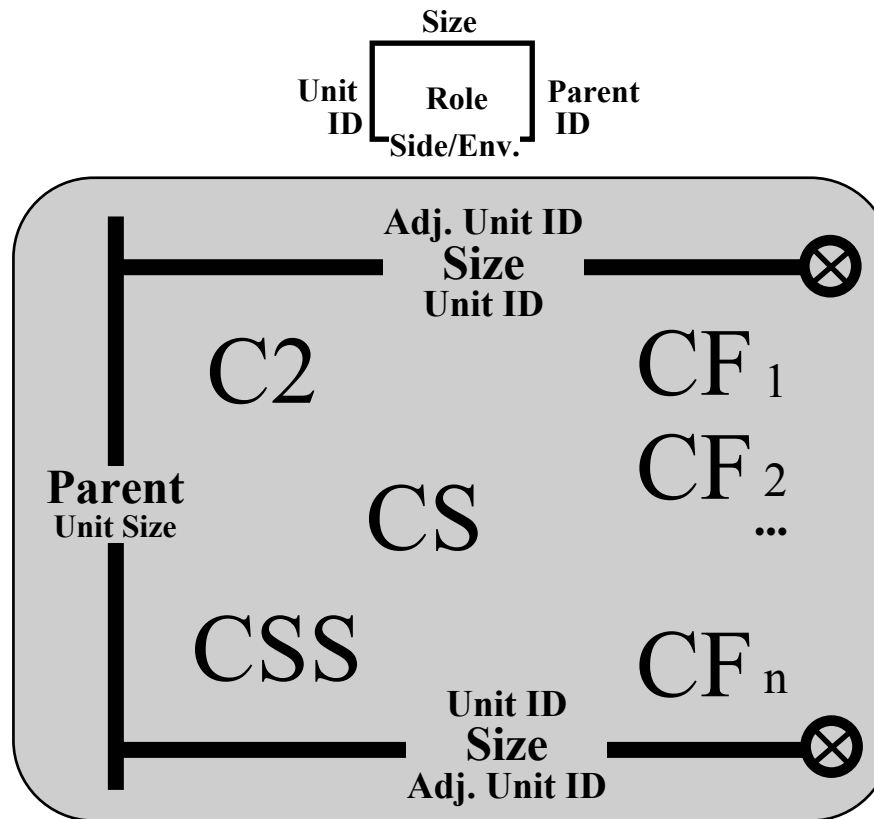 Size
Unit
ID
Role
Parent
ID
Side/Env.
Adj. Unit ID
Size
Unit ID
C2
CF 1
CF 2
...
CS
Parent
Unit Size
CSS
CF n
Unit ID
Size
Adj. Unit ID